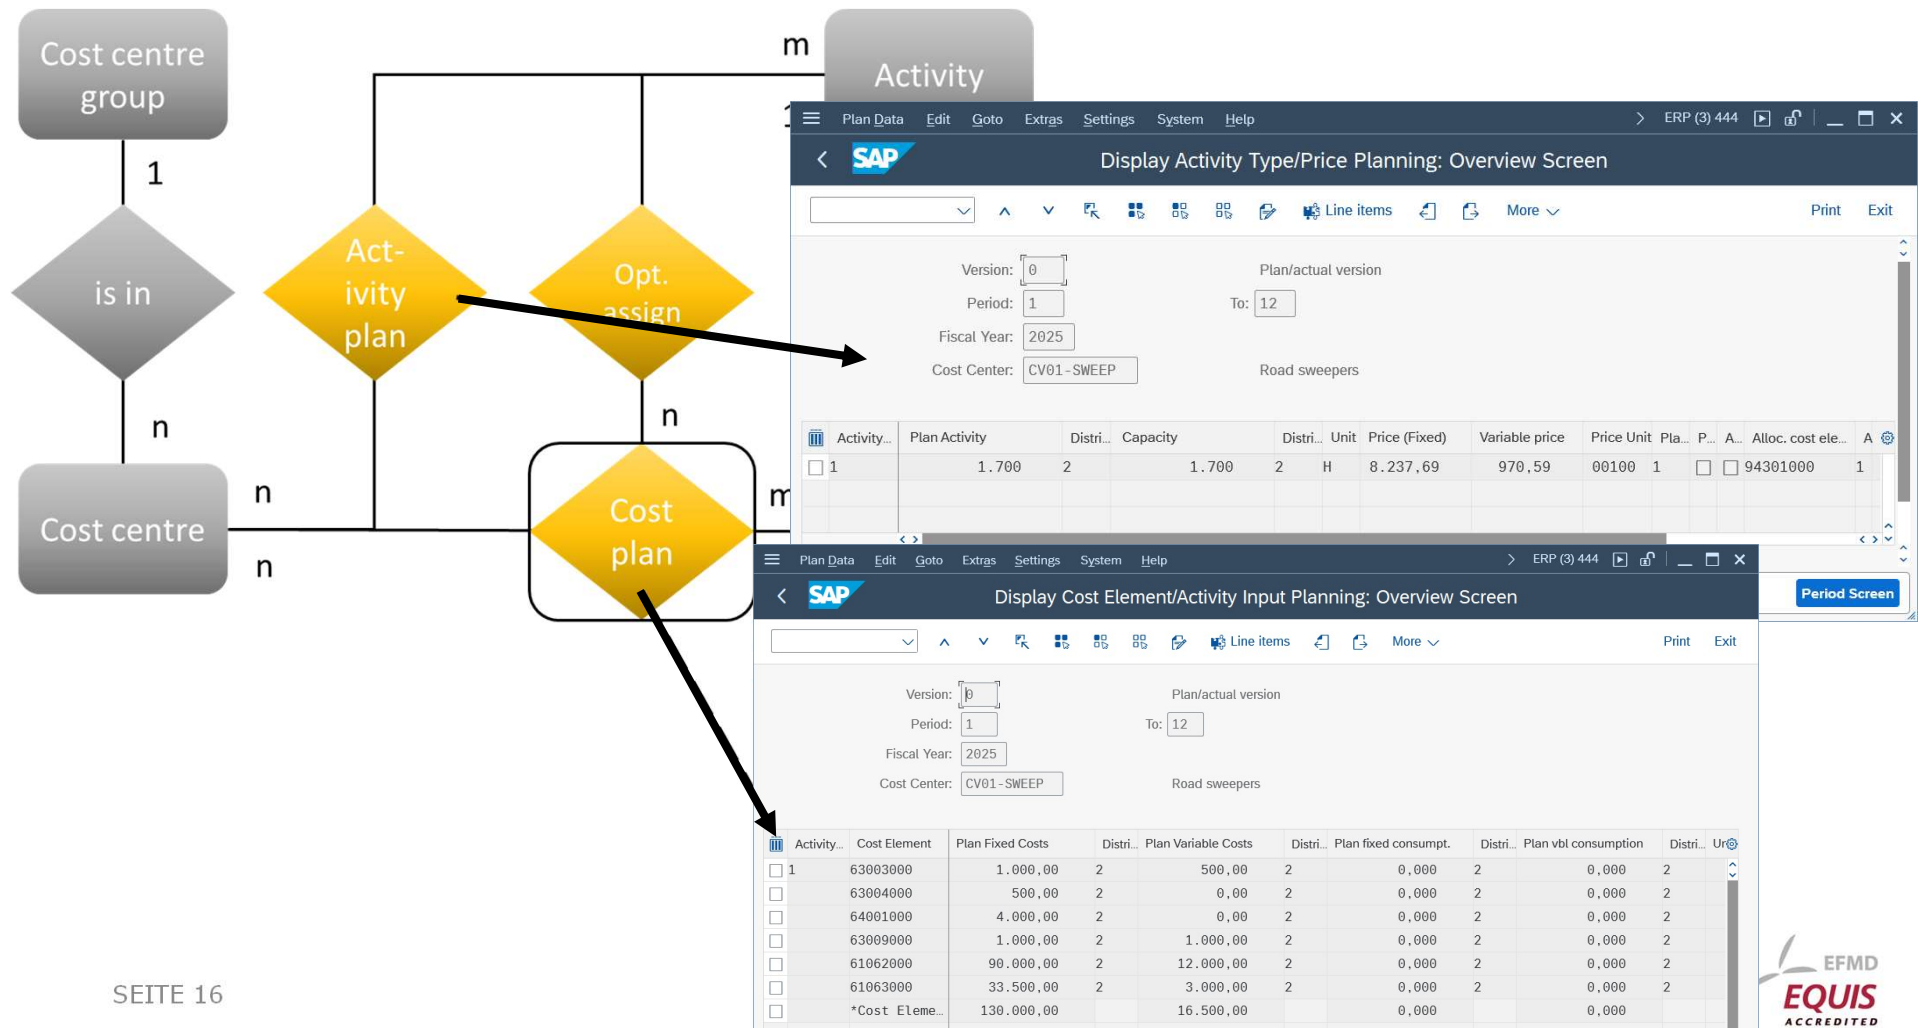 Cost centre
group
m
Activity
1
is in
Act-
ivity
plan
Opt.
assign
n
n
Cost centre
n
n
Cost
plan
m
Plan Data Edit Goto Extras Settings System Help ERP (3) 444
SAP Display Activity Type/Price Planning: Overview Screen
Line items More Print Exit
Version: 0 Plan/actual version
Period: 1 To: 12
Fiscal Year: 2025
Cost Center: CV01-SWEEP Road sweepers
Activity... Plan Activity Distri... Capacity Distri... Unit Price (Fixed) Variable price Price Unit Pla... P... A... Alloc. cost ele... A
1 1.700 2 1.700 2 H 8.237,69 970,59 00100 1 94301000 1
Period Screen
Plan Data Edit Goto Extras Settings System Help ERP (3) 444
SAP Display Cost Element/Activity Input Planning: Overview Screen
Line items More Print Exit
Version: 0 Plan/actual version
Period: 1 To: 12
Fiscal Year: 2025
Cost Center: CV01-SWEEP Road sweepers
Activity... Cost Element Plan Fixed Costs Distri... Plan Variable Costs Distri... Plan fixed consumpt. Distri... Plan vbl consumption Distri... Un
1 63003000 1.000,00 2 500,00 2 0,000 2 0,000 2
63004000 500,00 2 0,00 2 0,000 2 0,000 2
64001000 4.000,00 2 0,00 2 0,000 2 0,000 2
63009000 1.000,00 2 1.000,00 2 0,000 2 0,000 2
61062000 90.000,00 2 12.000,00 2 0,000 2 0,000 2
61063000 33.500,00 2 3.000,00 2 0,000 2 0,000 2
*Cost Eleme... 130.000,00 16.500,00 0,000 0,000
SEITE 16
EFMD
EQUIS
ACCREDITED